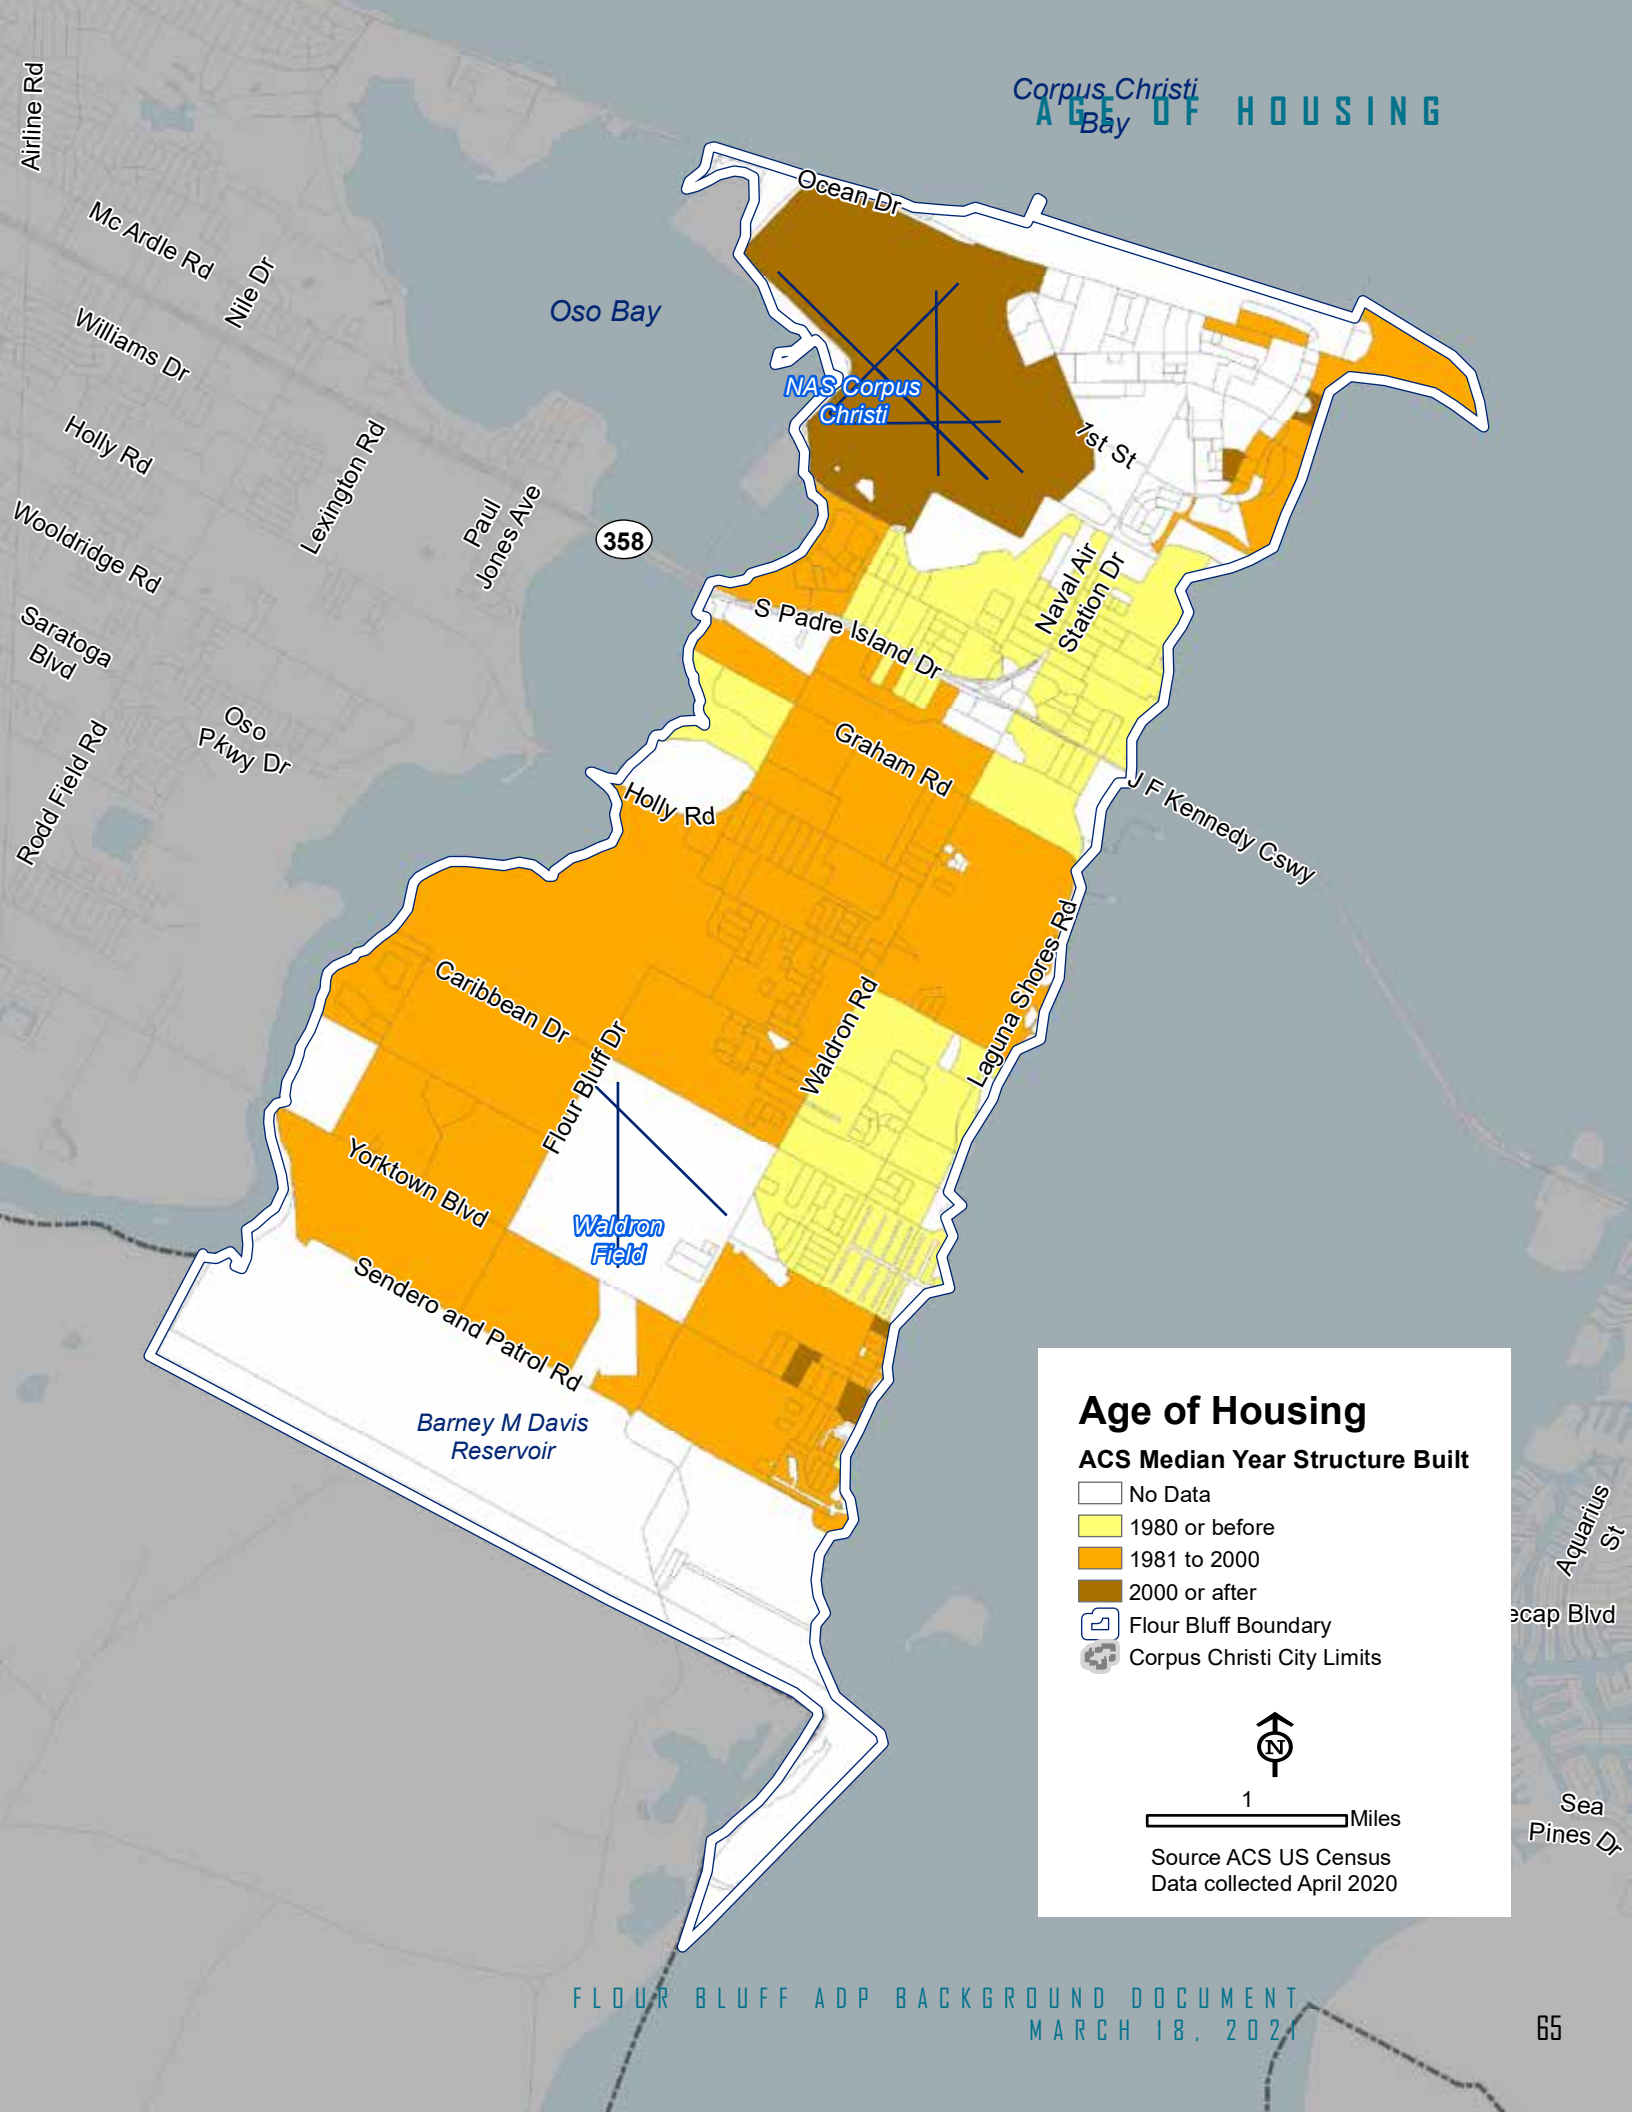 Corpus Christi
Bay
AGE OF HOUSING
Airline Rd
Mc Ardle Rd
Nile Dr
Williams Dr
Holly Rd
Lexington Rd
Wooldridge Rd
Paul
Jones Ave
Saratoga
Blvd
Oso
Pkwy Dr
Rodd Field Rd
Oso Bay
358
Ocean Dr
NAS Corpus
Christi
1st St
Naval Air
Station Dr
S Padre Island Dr
Graham Rd
Holly Rd
J F Kennedy Cswy
Laguna Shores Rd
Waldron Rd
Caribbean Dr
Flour Bluff Dr
Yorktown Blvd
Waldron
Field
Sendero and Patrol Rd
Barney M Davis
Reservoir
Age of Housing
ACS Median Year Structure Built
No Data
1980 or before
1981 to 2000
2000 or after
Flour Bluff Boundary
Corpus Christi City Limits
N
1
Miles
Source ACS US Census
Data collected April 2020
Aquarius
St
ecap Blvd
Sea
Pines Dr
FLOUR BLUFF ADP BACKGROUND DOCUMENT
MARCH 18, 2021
65